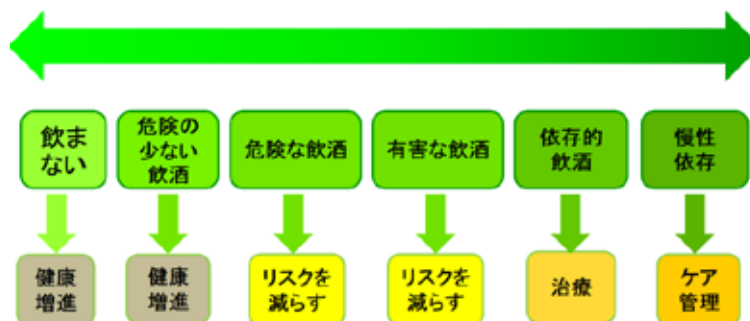 飲ま
ない
危険の
少ない
飲酒
危険な飲酒
有害な飲酒
依存的
飲酒
慢性
依存
健康
増進
健康
増進
リスクを
減らす
リスクを
減らす
治療
ケア
管理